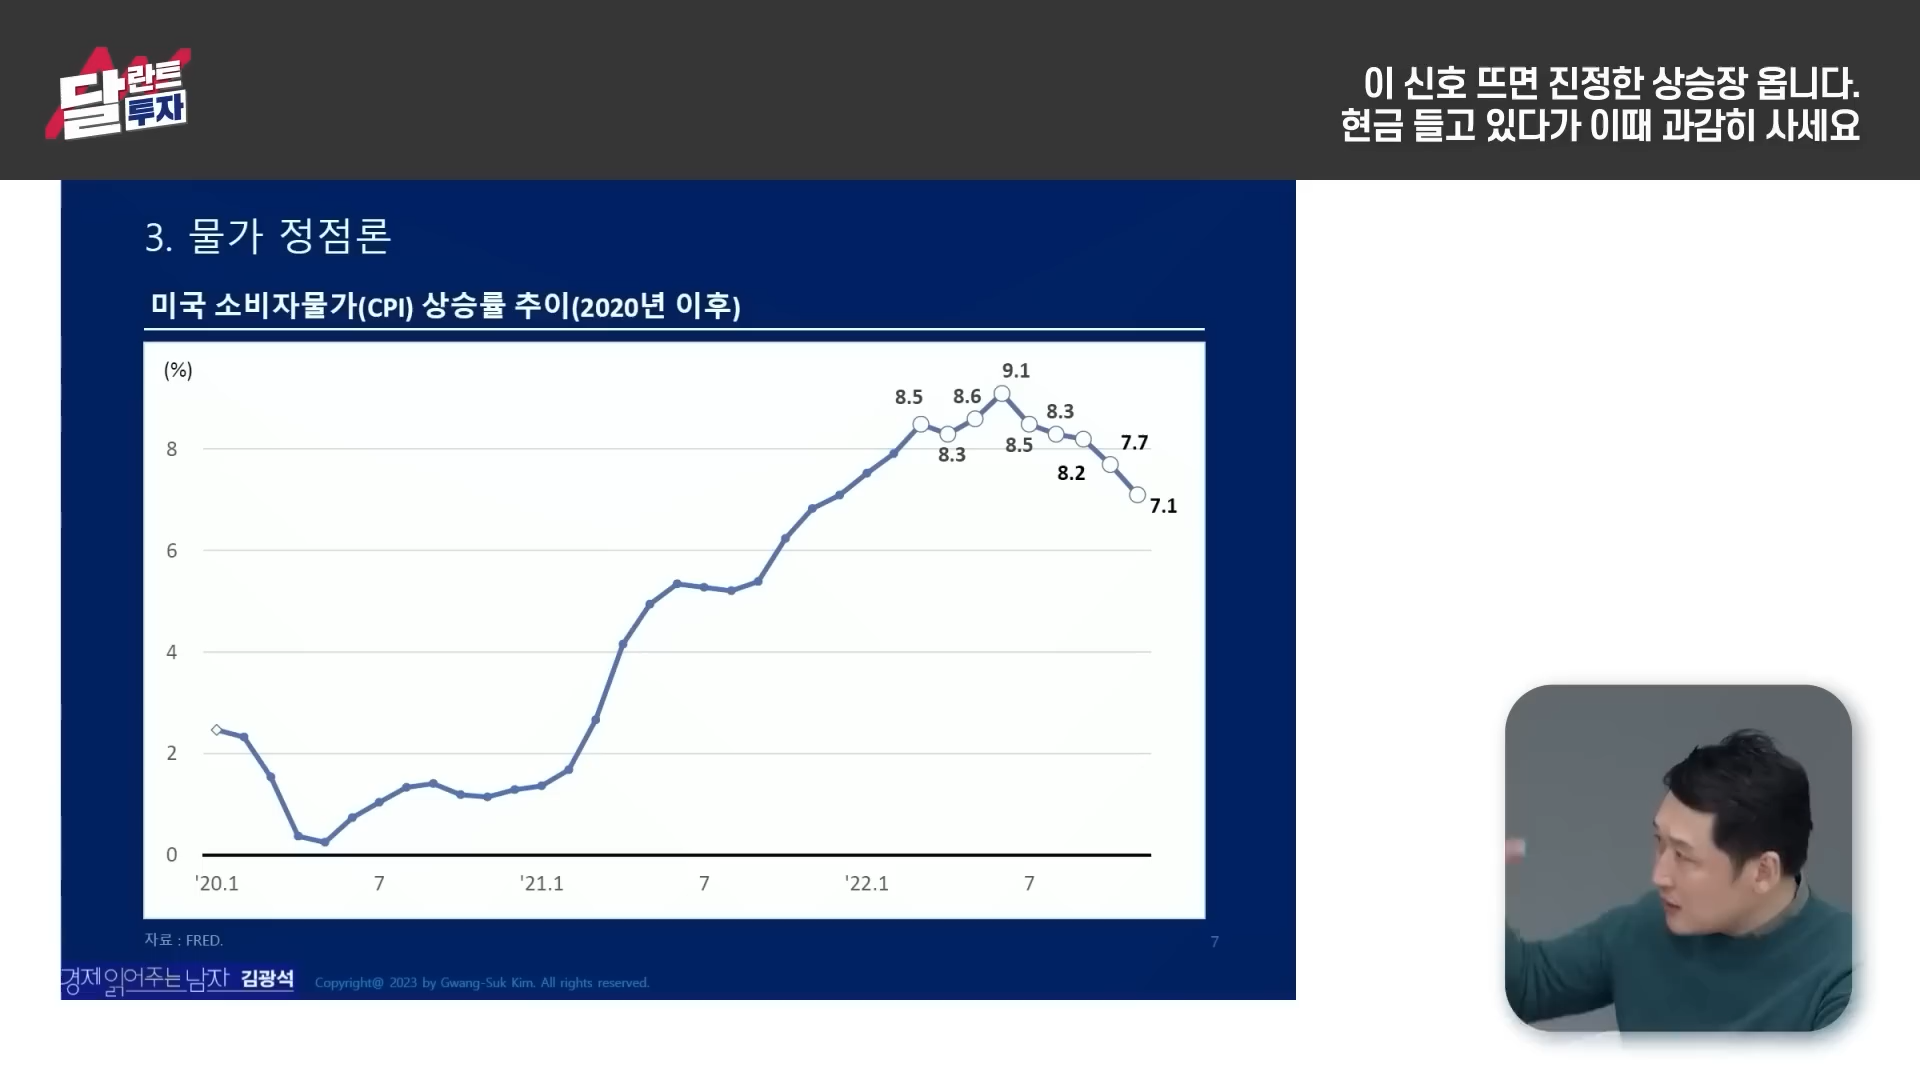 달란트
투자
이 신호 뜨면 진정한 상승장 옵니다.
현금 들고 있다가 이때 과감히 사세요
3. 물가 정점론
미국 소비자물가(CPI) 상승률 추이(2020년 이후)
(%)
9.1
8.5
8.6
8.3
8.3
8.5
7.7
8.2
7.1
8
6
4
2
0
'20.1
7
'21.1
7
'22.1
7
자료 : FRED.
7
경제 읽어주는 남자 김광석
Copyright@ 2023 by Gwang-Suk Kim. All rights reserved.